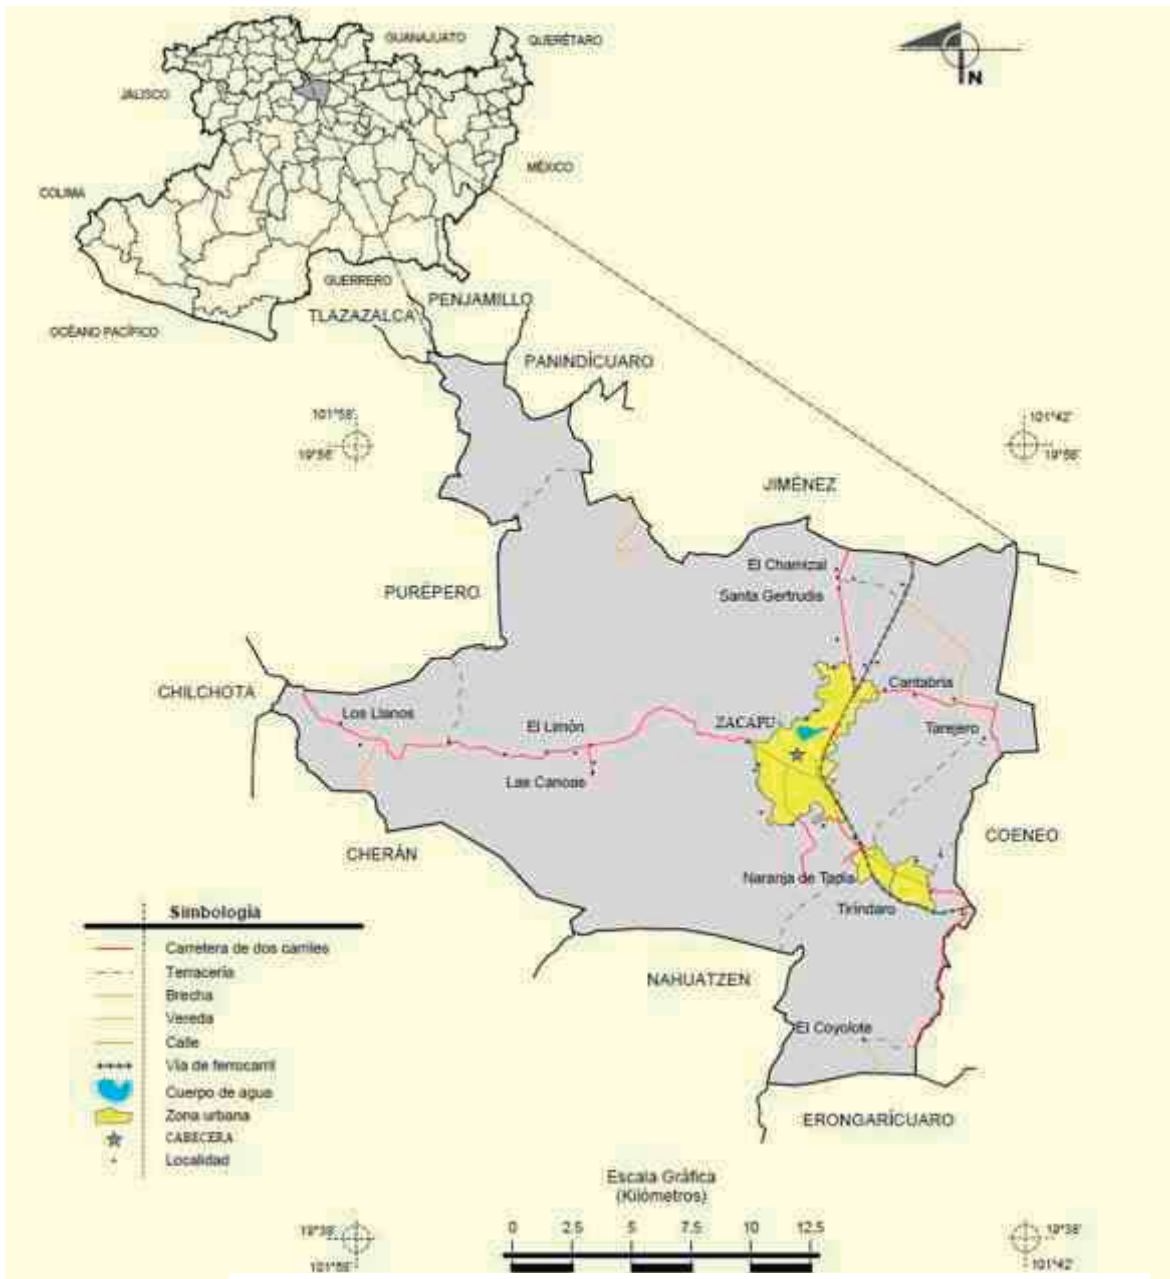 GUANAJUATO
QUERÉTARO
JALISCO
MÉXICO
COLIMA
GUERRERO
OCÉANO PACÍFICO
N
PENJAMILLO
TLAZAZALCA
PANINDÍCUARO
101°58'
19°56'
101°42'
19°56'
JIMÉNEZ
El Chamizal
Santa Gertrudis
PURÉPERO
CHILCHOTA
Los Llanos
El Limón
ZACAPU
Cantabria
Tarejero
Las Canoas
COENEO
CHERÁN
Naranja de Tapia
Tiríndaro
NAHUATZEN
El Coyolote
ERONGARÍCUARO
Simbología
Carretera de dos carriles
Terracería
Brecha
Vereda
Calle
Vía de ferrocarril
Cuerpo de agua
Zona urbana
CABECERA
Localidad
Escala Gráfica
(Kilómetros)
0 2.5 5 7.5 10 12.5
19°38'
101°58'
19°38'
101°42'